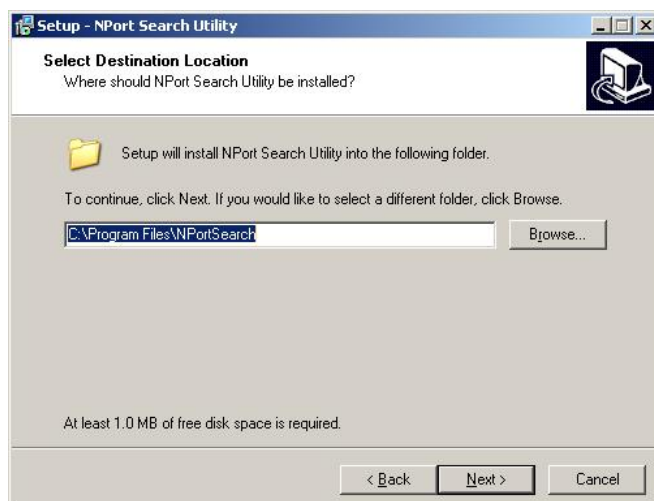 Setup - NPort Search Utility
Select Destination Location
Where should NPort Search Utility be installed?
Setup will install NPort Search Utility into the following folder.
To continue, click Next. If you would like to select a different folder, click Browse.
C:\Program Files\NPortSearch
Browse...
At least 1.0 MB of free disk space is required.
< Back
Next >
Cancel